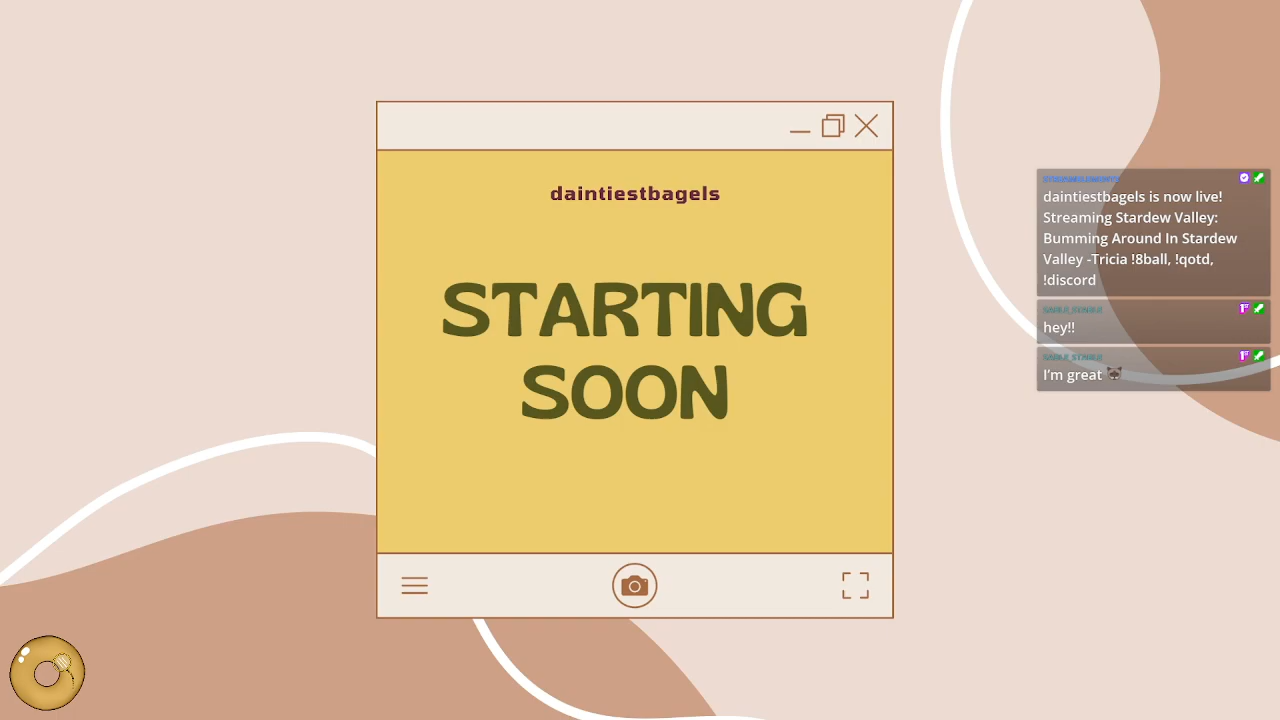 daintiestbagels
STARTING
SOON
daintiestbagels is now live!
Streaming Stardew Valley:
Bumming Around In Stardew
Valley -Tricia !8ball, !qotd,
!discord
hey!!
I'm great